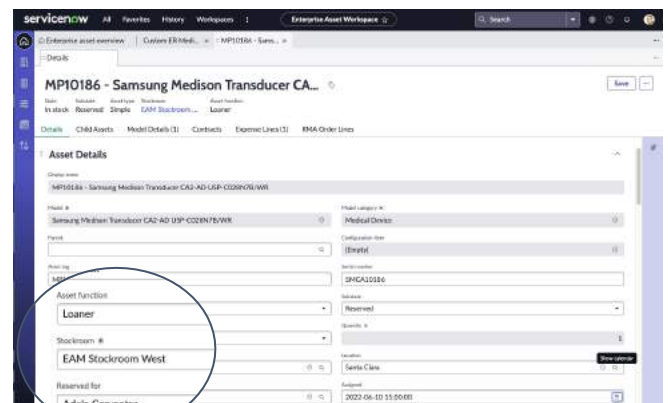 servicenow All Favorites History Workspaces Enterprise Asset Workspace Search
Enterprise asset overview Custom ER Medi... MP10186 - Sams...
Details
MP10186 - Samsung Medison Transducer CA... Save
State Substate Asset type Stockroom Asset function
In stock Reserved Simple EAM Stockroom ... Loaner
Details Child Assets Model Details (1) Contracts Expense Lines (1) RMA Order Lines
Asset Details
Display name
MP10186 - Samsung Medison Transducer CA2-AD USP-C028N7B/WR
Model Model category
Samsung Medison Transducer CA2-AD USP-C028N7B/WR Medical Device
Parent Configuration Item
(Empty)
Asset tag Serial number
SMCA10186
Asset function Substate
Loaner Reserved
Stockroom Quantity
EAM Stockroom West 1
Location Show calendar
Santa Clara
Reserved for Assigned
2022-06-10 15:00:00